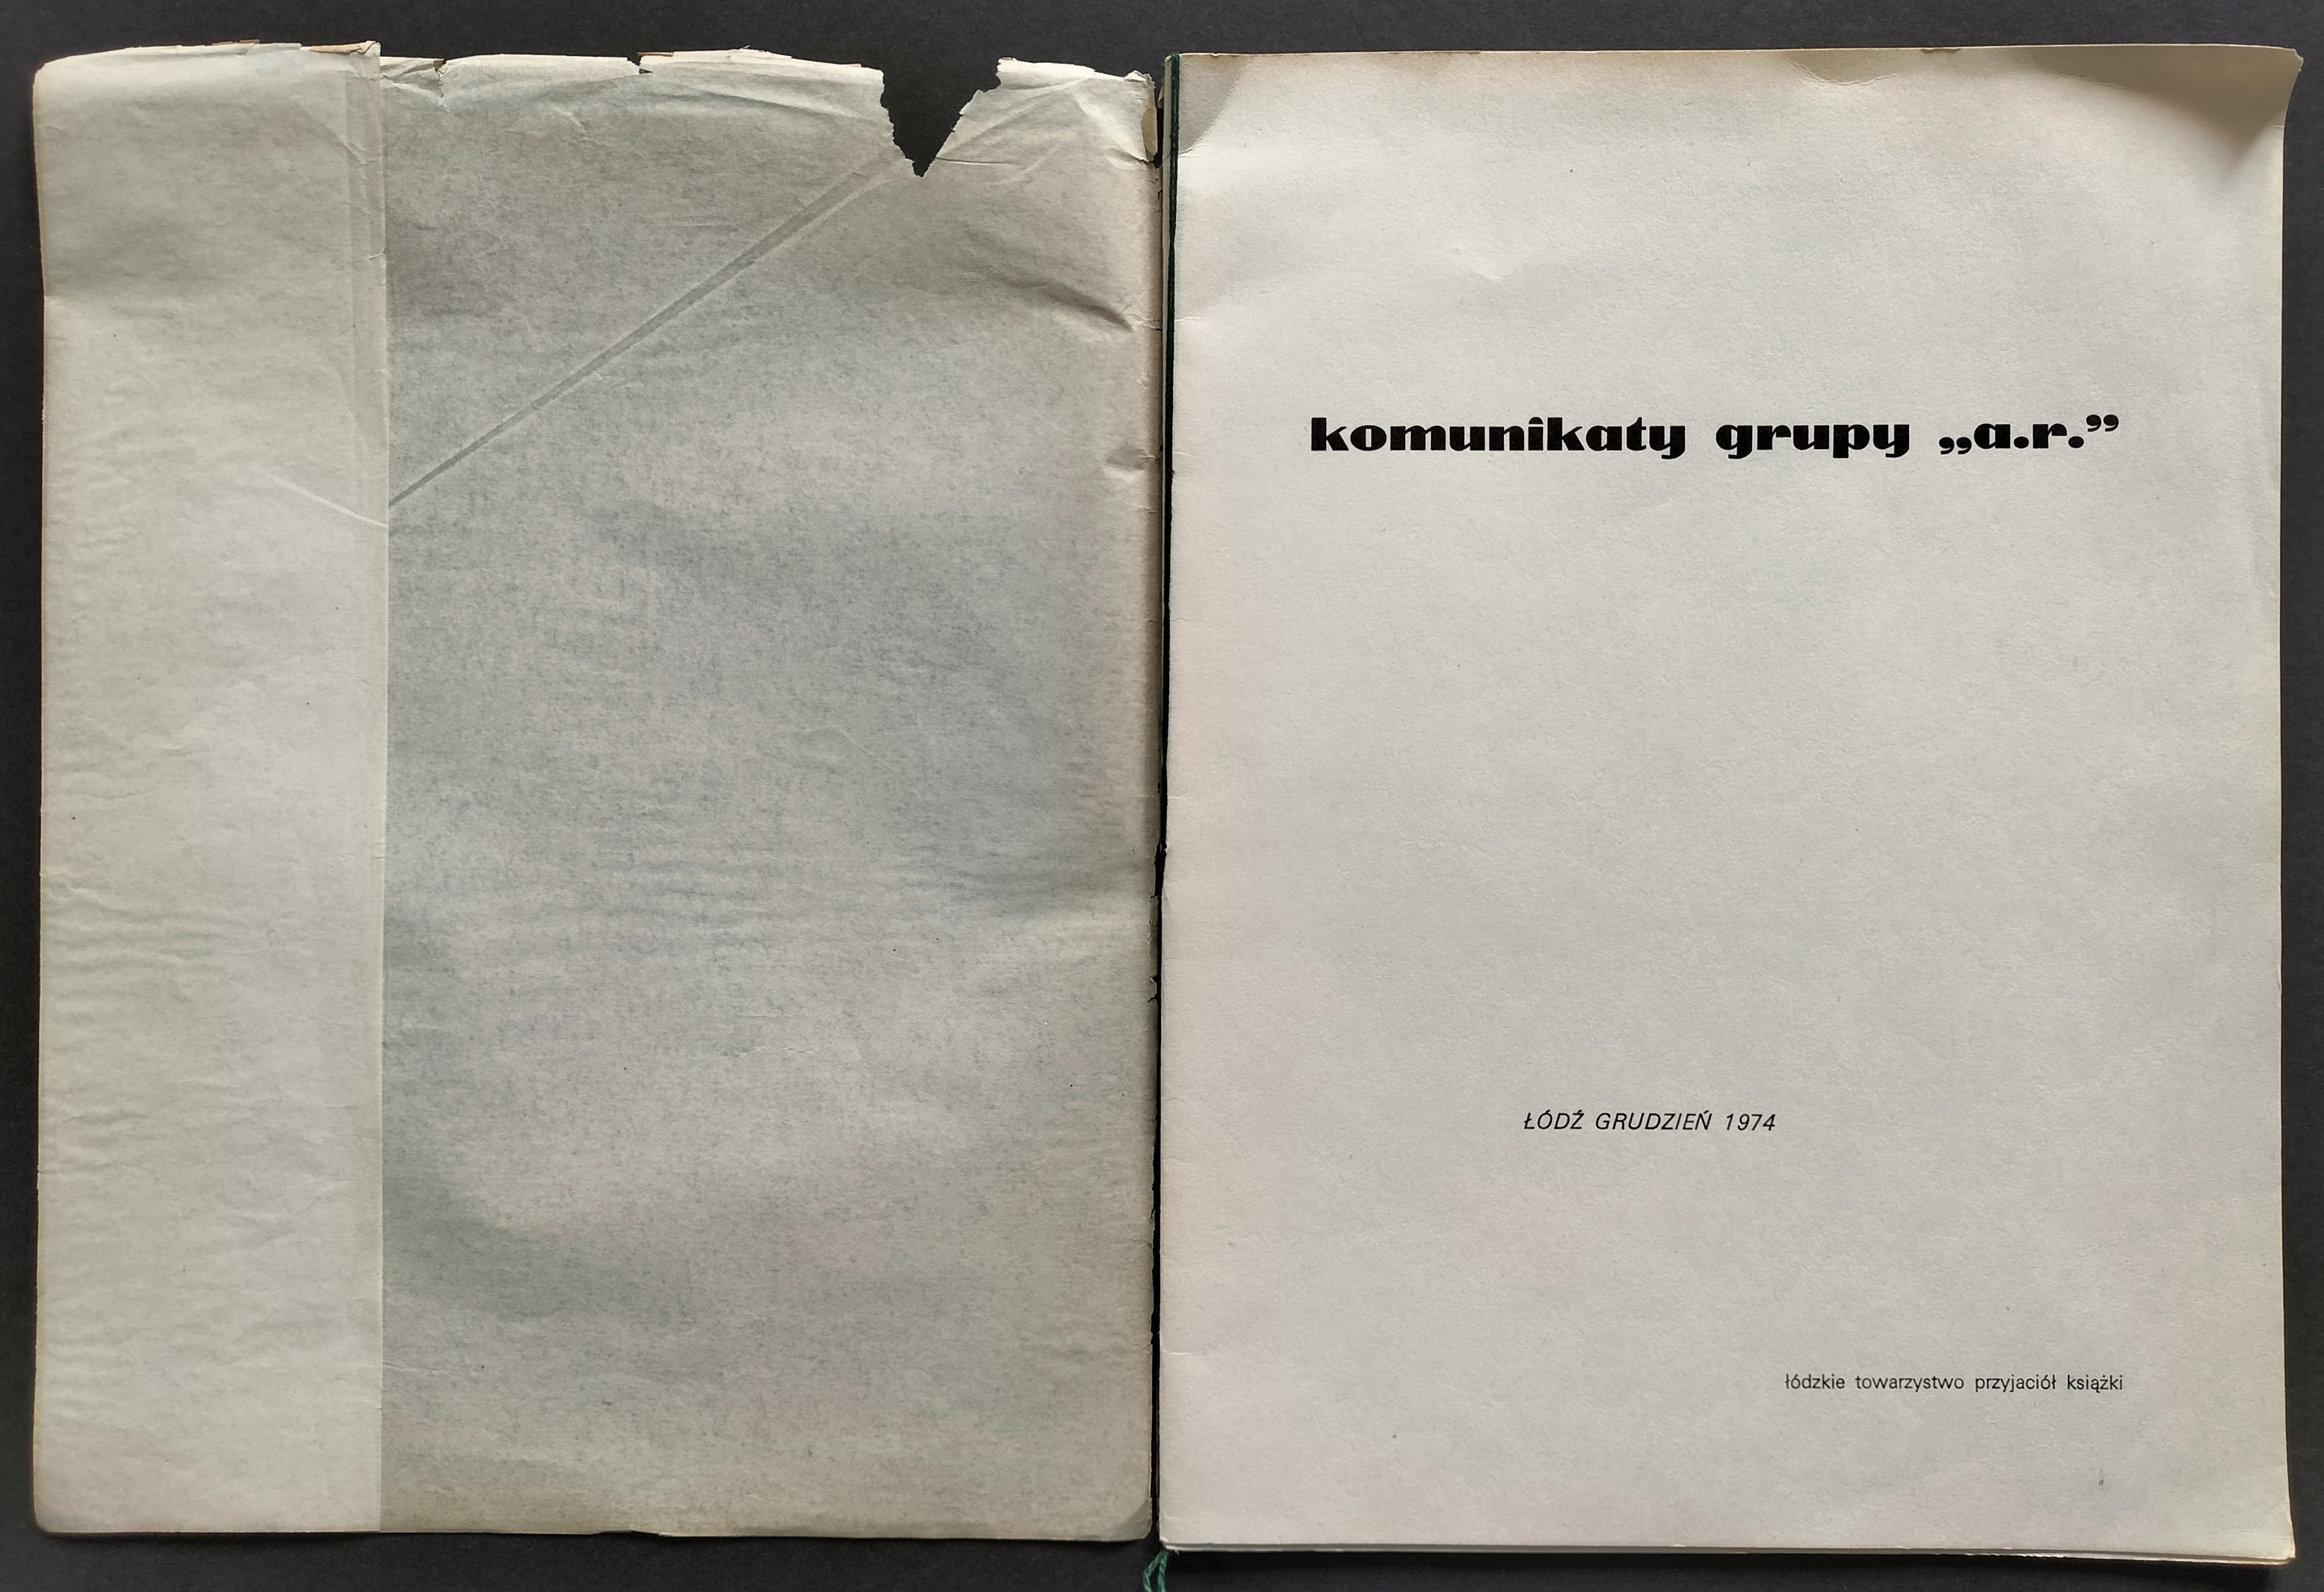 komunikaty grupy „a.r.”
ŁÓDŹ GRUDZIEŃ 1974
łódzkie towarzystwo przyjaciół książki